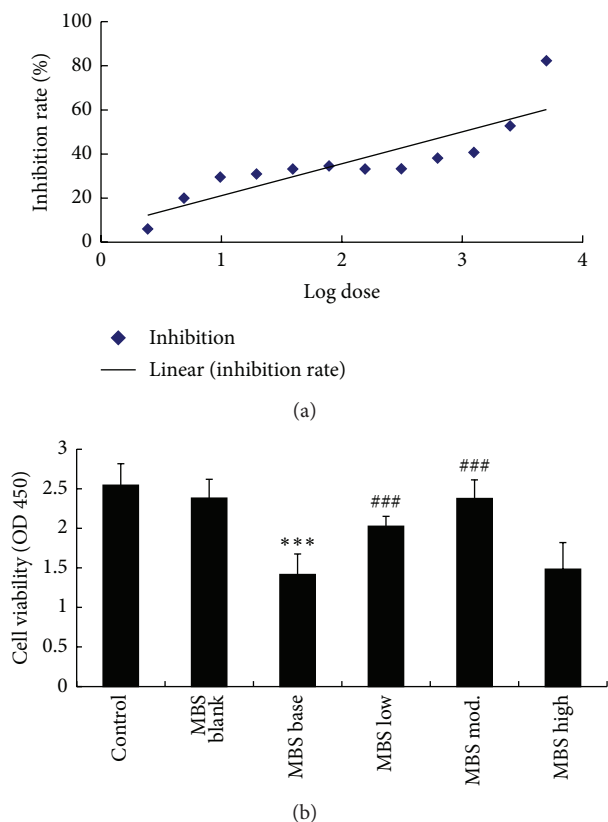 100
80
60
40
20
0
Inhibition rate (%)
0 1 2 3 4
Log dose
Inhibition
Linear (inhibition rate)
(a)
3
2.5
2
1.5
1
0.5
0
Cell viability (OD 450)
***
###
###
Control
MBS
blank
MBS base
MBS low
MBS mod.
MBS high
(b)